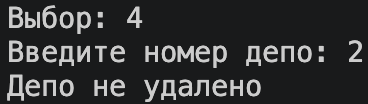 Выбор: 4
Введите номер депо: 2
Депо не удалено